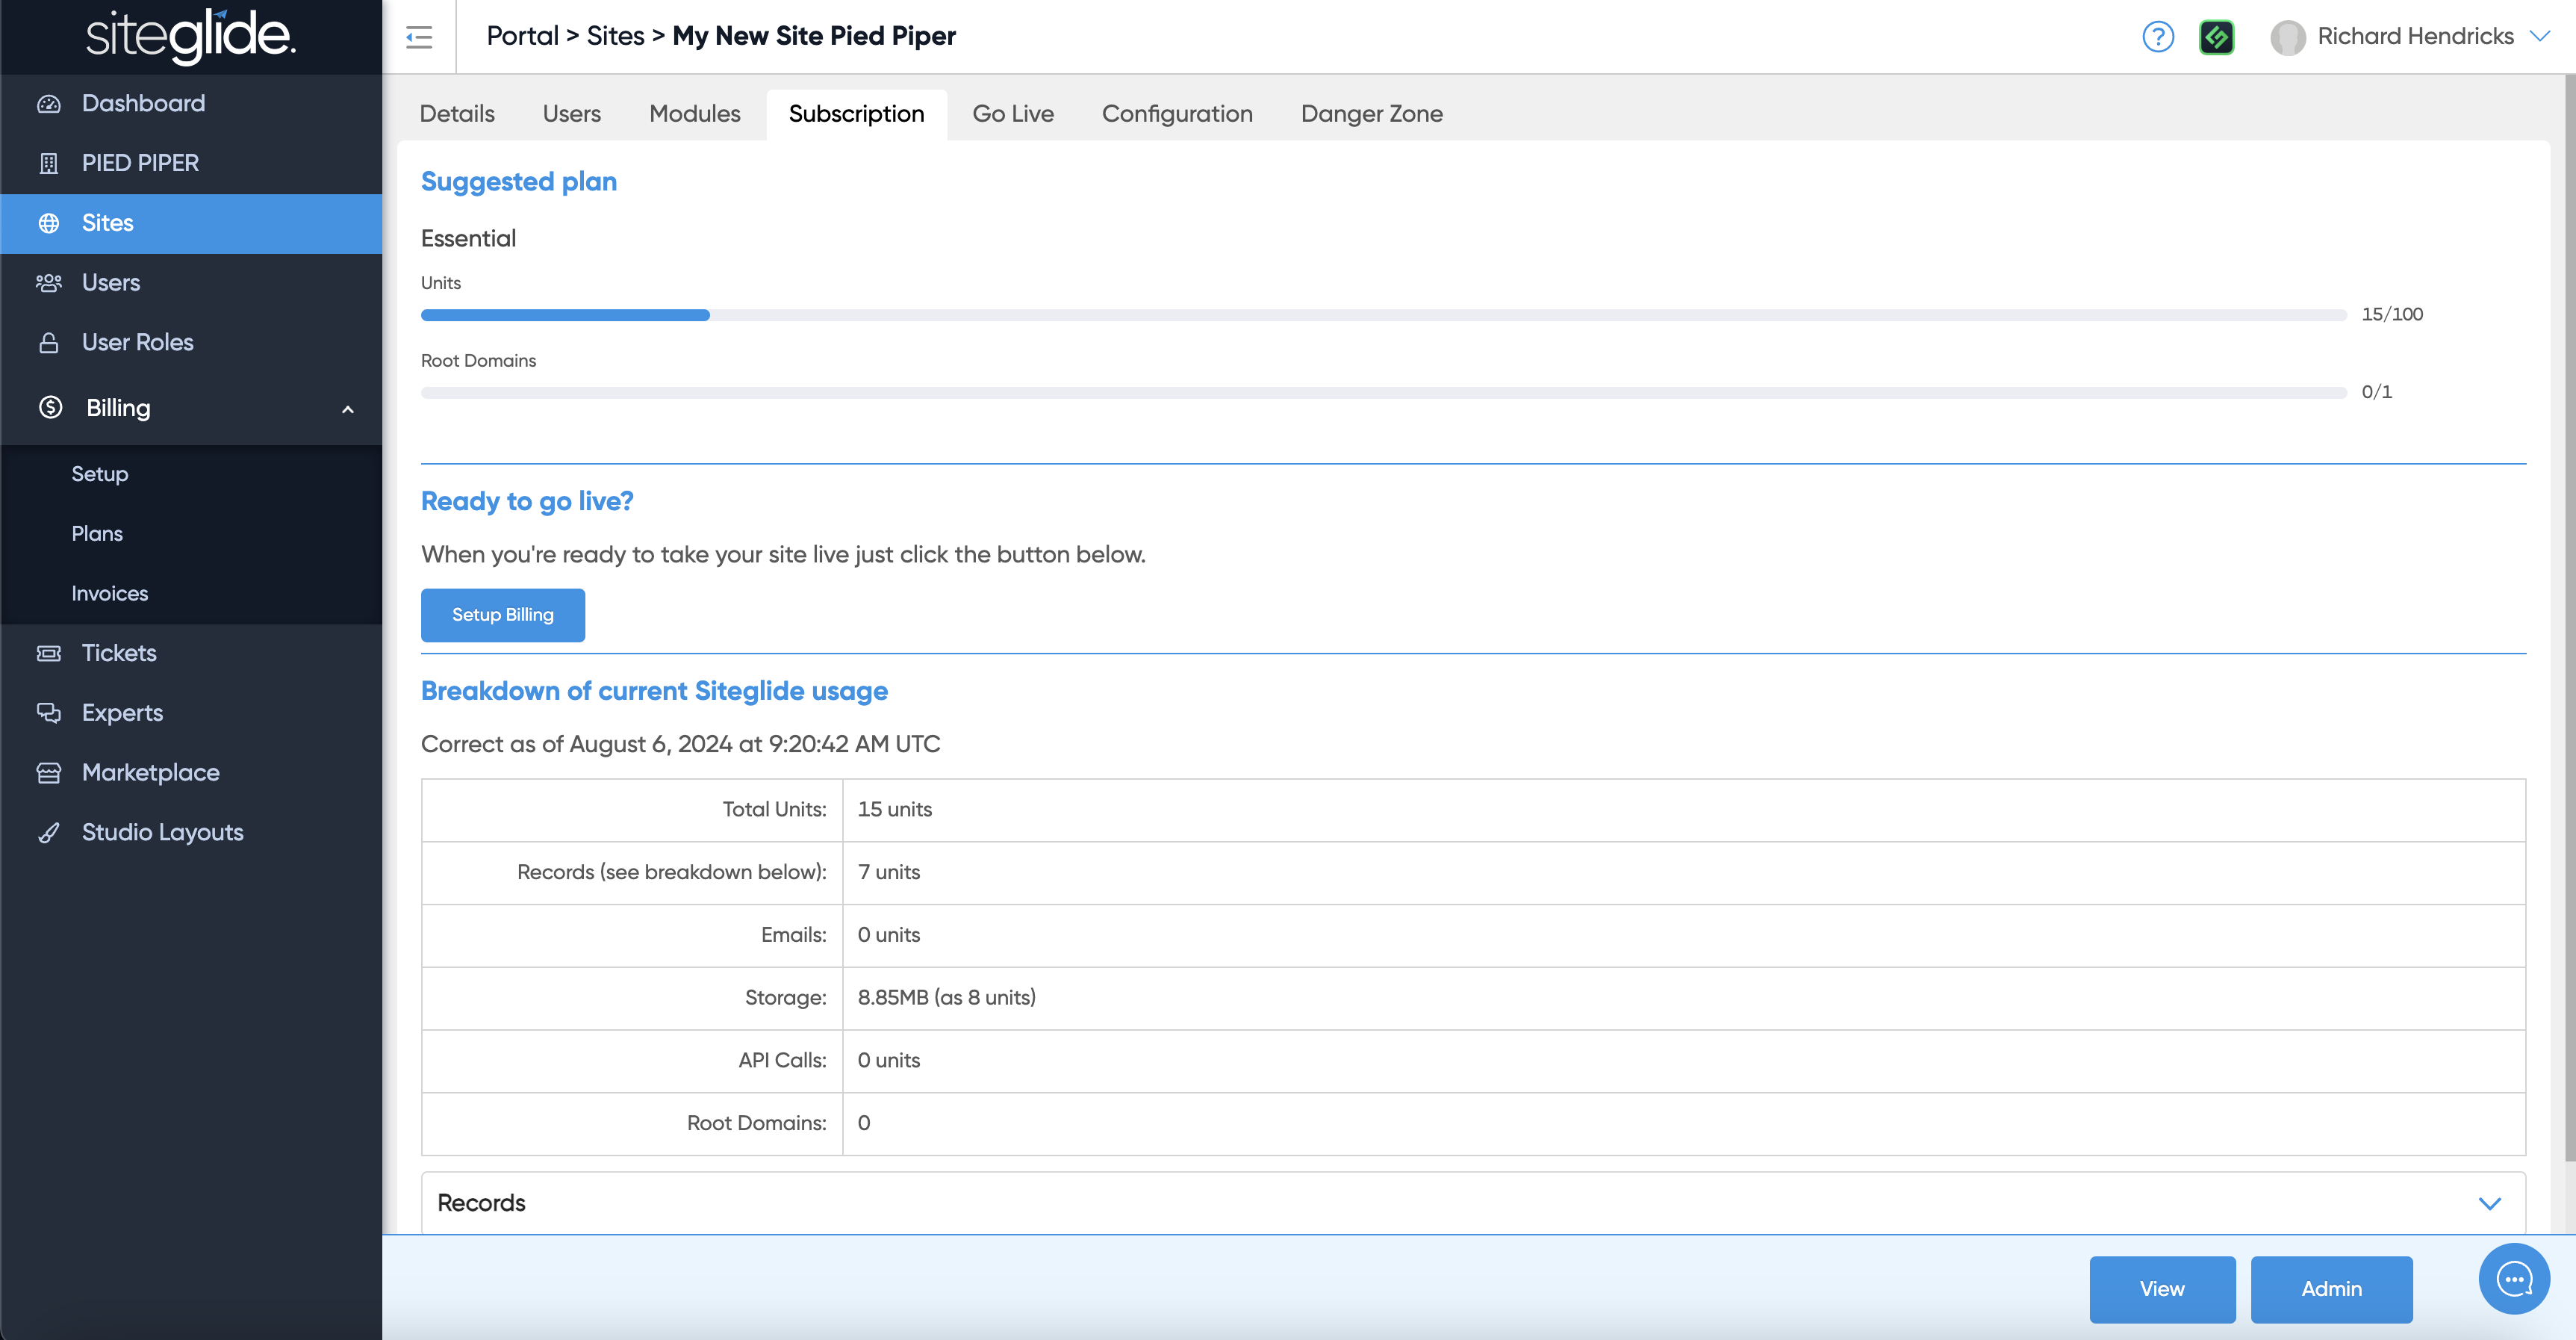 siteglide.
Portal > Sites > My New Site Pied Piper
Richard Hendricks
Dashboard
PIED PIPER
Sites
Users
User Roles
Billing
Setup
Plans
Invoices
Tickets
Experts
Marketplace
Studio Layouts
Details Users Modules Subscription Go Live Configuration Danger Zone
Suggested plan
Essential
Units
15/100
Root Domains
0/1
Ready to go live?
When you're ready to take your site live just click the button below.
Setup Billing
Breakdown of current Siteglide usage
Correct as of August 6, 2024 at 9:20:42 AM UTC
Total Units: 15 units
Records (see breakdown below): 7 units
Emails: 0 units
Storage: 8.85MB (as 8 units)
API Calls: 0 units
Root Domains: 0
Records
View Admin